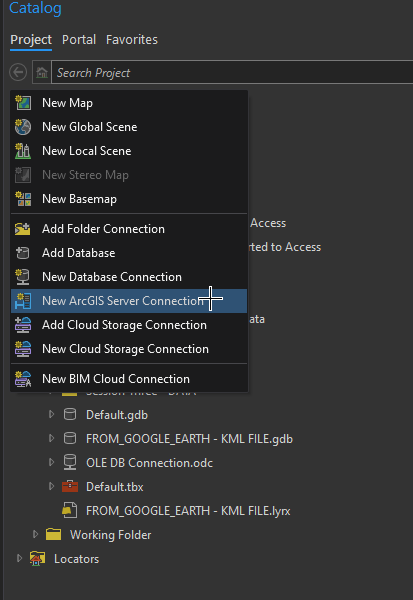 Catalog
Project Portal Favorites
Search Project
New Map
New Global Scene
New Local Scene
New Stereo Map
New Basemap
Add Folder Connection
Access
Add Database
rted to Access
New Database Connection
New ArcGIS Server Connection
Add Cloud Storage Connection
ata
New Cloud Storage Connection
New BIM Cloud Connection
Default.gdb
FROM_GOOGLE_EARTH - KML FILE.gdb
OLE DB Connection.odc
Default.tbx
FROM_GOOGLE_EARTH - KML FILE.lyrx
Working Folder
Locators